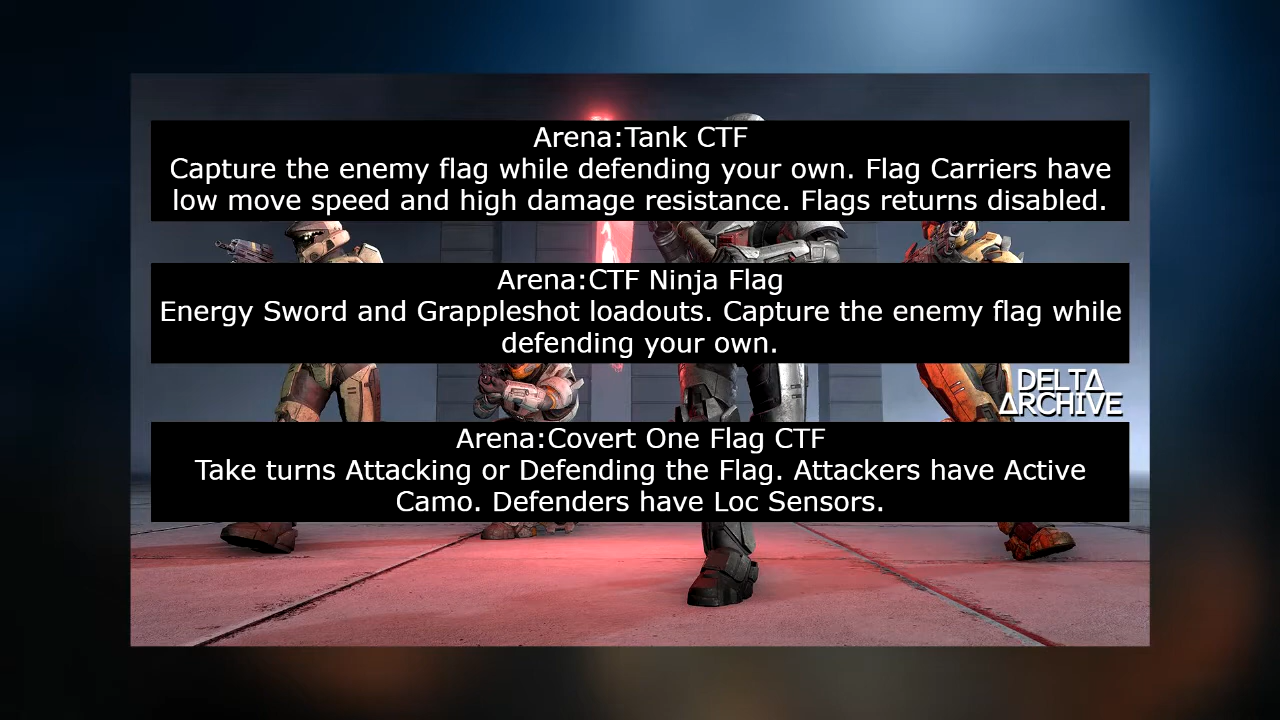 Arena:Tank CTF
Capture the enemy flag while defending your own. Flag Carriers have
low move speed and high damage resistance. Flags returns disabled.
Arena:CTF Ninja Flag
Energy Sword and Grappleshot loadouts. Capture the enemy flag while
defending your own.
DELTΔ
ΔRCHIVE
Arena:Covert One Flag CTF
Take turns Attacking or Defending the Flag. Attackers have Active
Camo. Defenders have Loc Sensors.